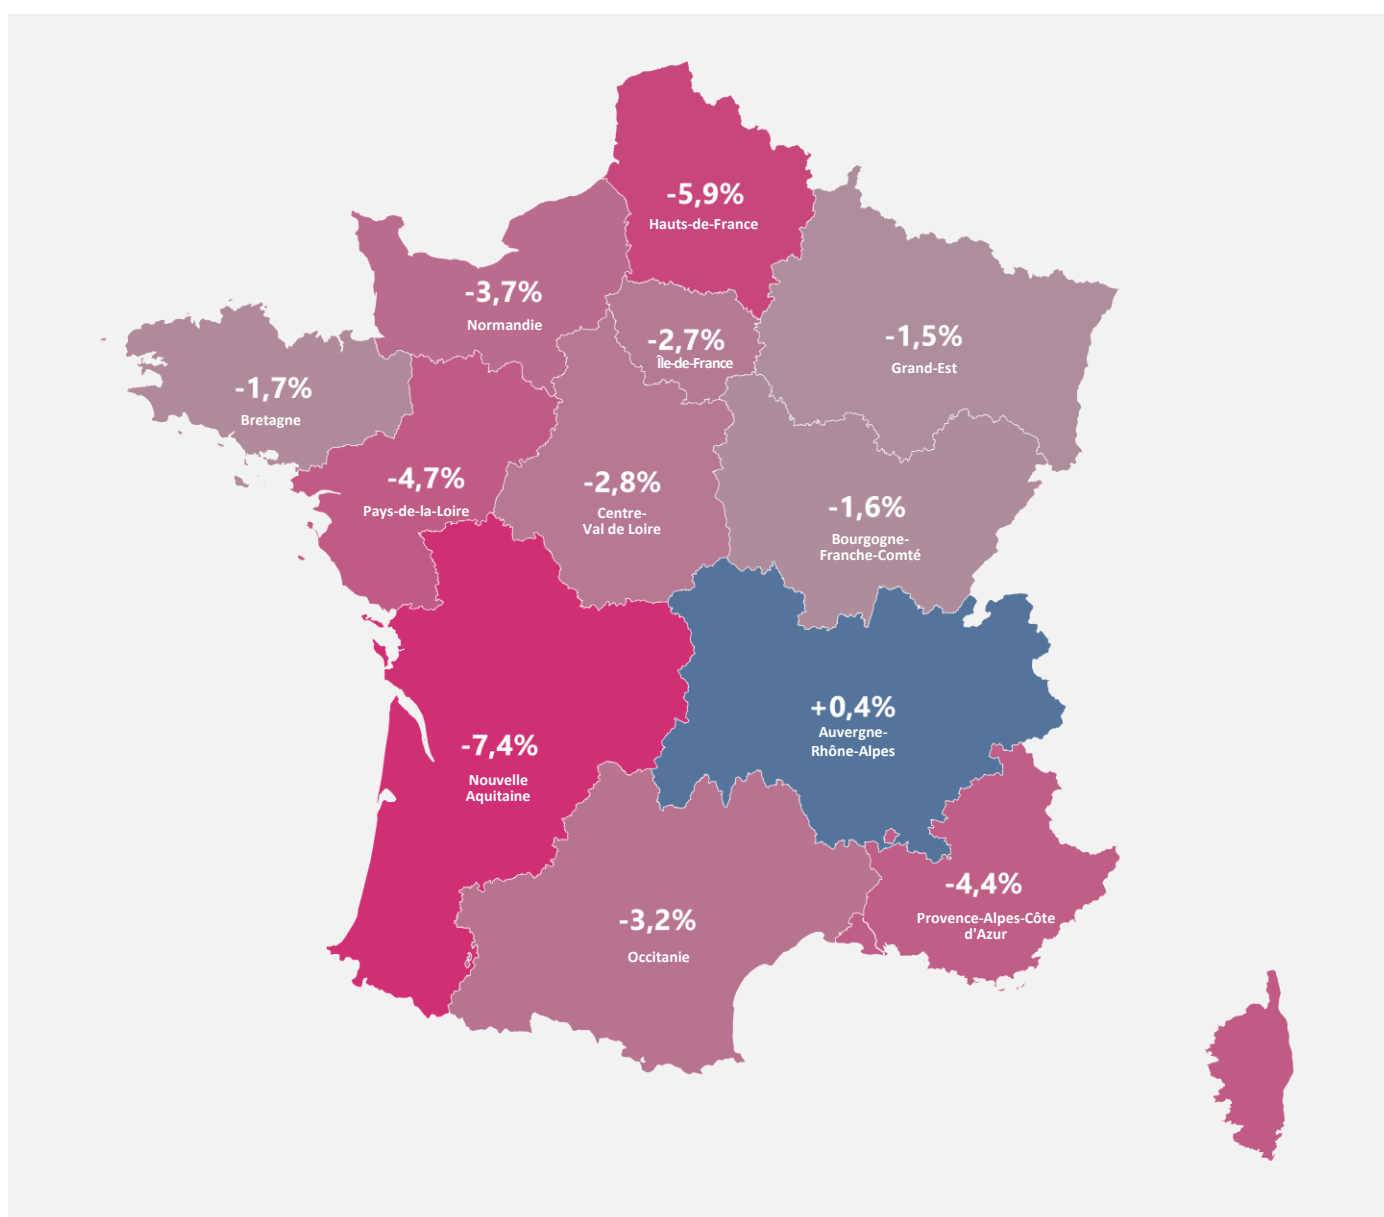 -5,9%
Hauts-de-France
-3,7%
Normandie
-2,7%
Île-de-France
-1,5%
Grand-Est
-1,7%
Bretagne
-4,7%
Pays-de-la-Loire
-2,8%
Centre-
Val de Loire
-1,6%
Bourgogne-
Franche-Comté
+0,4%
Auvergne-
Rhône-Alpes
-7,4%
Nouvelle
Aquitaine
-4,4%
Provence-Alpes-Côte
d'Azur
-3,2%
Occitanie